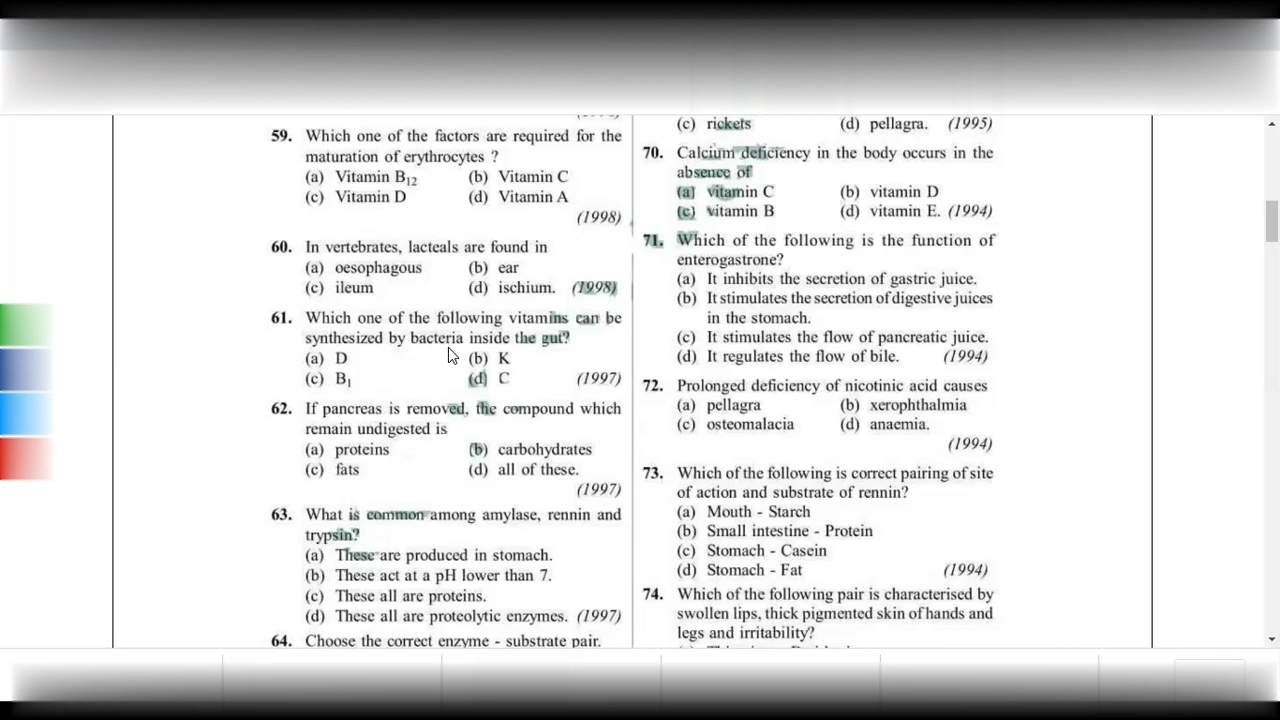 59. Which one of the factors are required for the
maturation of erythrocytes ?
(a) Vitamin B12 (b) Vitamin C
(c) Vitamin D (d) Vitamin A
(1998)
60. In vertebrates, lacteals are found in
(a) oesophagous (b) ear
(c) ileum (d) ischium. (1998)
61. Which one of the following vitamins can be
synthesized by bacteria inside the gut?
(a) D (b) K
(c) B1 (d) C (1997)
62. If pancreas is removed, the compound which
remain undigested is
(a) proteins (b) carbohydrates
(c) fats (d) all of these.
(1997)
63. What is common among amylase, rennin and
trypsin?
(a) These are produced in stomach.
(b) These act at a pH lower than 7.
(c) These all are proteins.
(d) These all are proteolytic enzymes. (1997)
64. Choose the correct enzyme - substrate pair.
(c) rickets (d) pellagra. (1995)
70. Calcium deficiency in the body occurs in the
absence of
(a) vitamin C (b) vitamin D
(c) vitamin B (d) vitamin E. (1994)
71. Which of the following is the function of
enterogastrone?
(a) It inhibits the secretion of gastric juice.
(b) It stimulates the secretion of digestive juices
in the stomach.
(c) It stimulates the flow of pancreatic juice.
(d) It regulates the flow of bile. (1994)
72. Prolonged deficiency of nicotinic acid causes
(a) pellagra (b) xerophthalmia
(c) osteomalacia (d) anaemia.
(1994)
73. Which of the following is correct pairing of site
of action and substrate of rennin?
(a) Mouth - Starch
(b) Small intestine - Protein
(c) Stomach - Casein
(d) Stomach - Fat (1994)
74. Which of the following pair is characterised by
swollen lips, thick pigmented skin of hands and
legs and irritability?